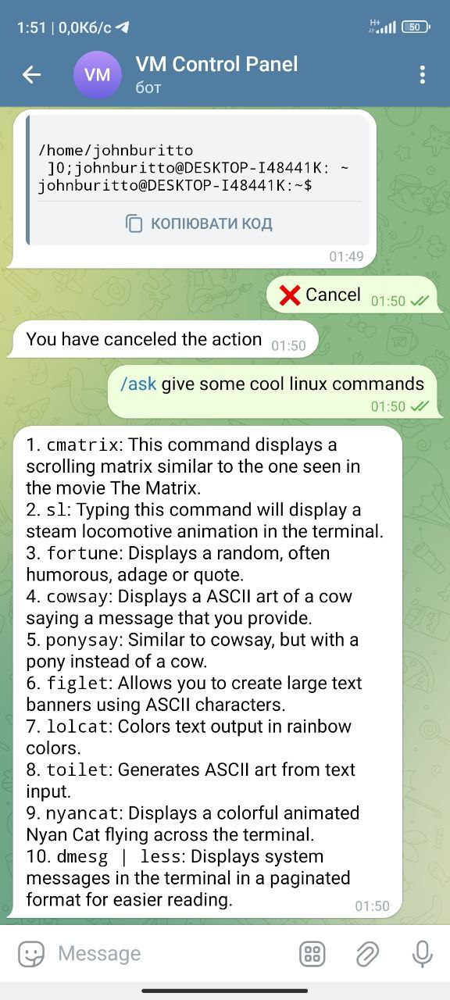 1:51 | 0,0Кб/с
H+
50
VM
VM Control Panel
бот
/home/johnburitto
]0;johnburitto@DESKTOP-I48441K: ~
johnburitto@DESKTOP-I48441K:~$
КОПІЮВАТИ КОД
01:49
❌ Cancel 01:50
You have canceled the action 01:50
/ask give some cool linux commands
01:50
1. cmatrix: This command displays a
scrolling matrix similar to the one seen in
the movie The Matrix.
2. sl: Typing this command will display a
steam locomotive animation in the terminal.
3. fortune: Displays a random, often
humorous, adage or quote.
4. cowsay: Displays a ASCII art of a cow
saying a message that you provide.
5. ponysay: Similar to cowsay, but with a
pony instead of a cow.
6. figlet: Allows you to create large text
banners using ASCII characters.
7. lolcat: Colors text output in rainbow
colors.
8. toilet: Generates ASCII art from text
input.
9. nyancat: Displays a colorful animated
Nyan Cat flying across the terminal.
10. dmesg | less: Displays system
messages in the terminal in a paginated
format for easier reading.
01:50
Message